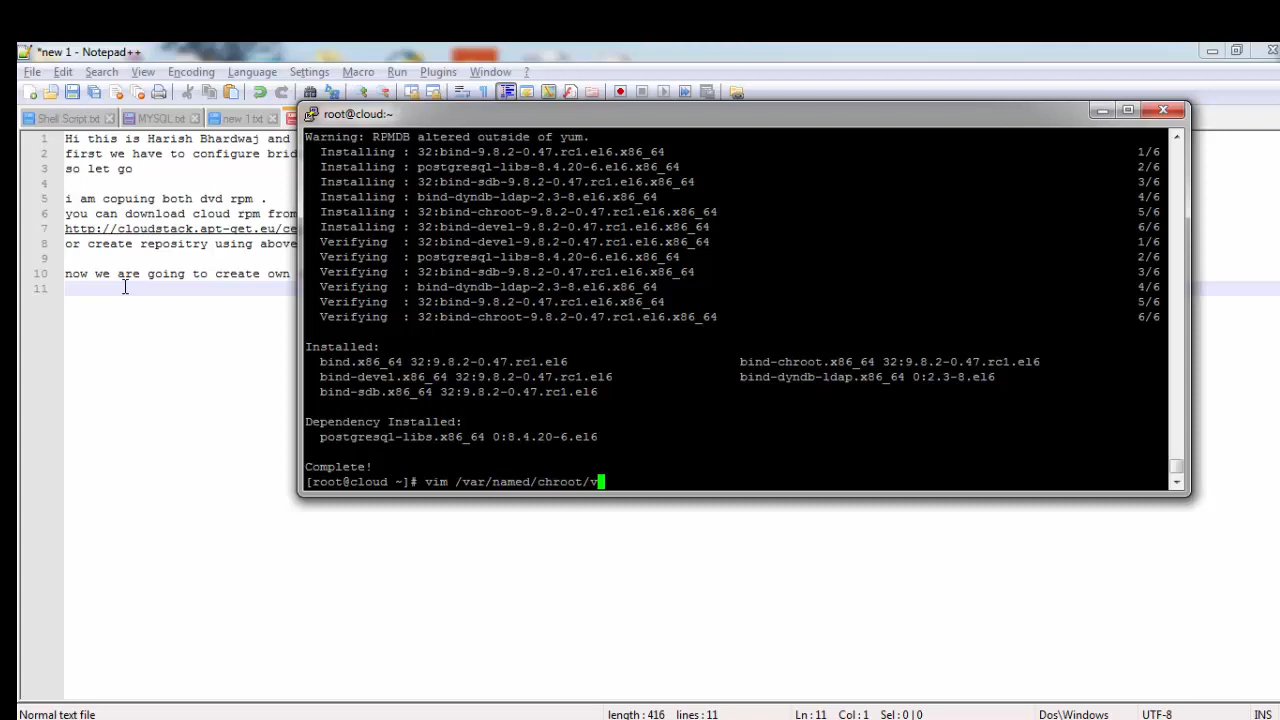 *new 1 - Notepad++
File Edit Search View Encoding Language Settings Macro Run Plugins Window ?
Shell Script.txt MYSQL.txt new 1.txt
1 Hi this is Harish Bhardwaj and
2 first we have to configure brid
3 so let go
4
5 i am copuing both dvd rpm .
6 you can download cloud rpm from
7 http://cloudstack.apt-get.eu/ce
8 or create repositry using above
9
10 now we are going to create own
11
root@cloud:~
Warning: RPMDB altered outside of yum.
Installing : 32:bind-9.8.2-0.47.rc1.el6.x86_64 1/6
Installing : postgresql-libs-8.4.20-6.el6.x86_64 2/6
Installing : 32:bind-sdb-9.8.2-0.47.rc1.el6.x86_64 3/6
Installing : bind-dyndb-ldap-2.3-8.el6.x86_64 4/6
Installing : 32:bind-chroot-9.8.2-0.47.rc1.el6.x86_64 5/6
Installing : 32:bind-devel-9.8.2-0.47.rc1.el6.x86_64 6/6
Verifying : 32:bind-devel-9.8.2-0.47.rc1.el6.x86_64 1/6
Verifying : postgresql-libs-8.4.20-6.el6.x86_64 2/6
Verifying : 32:bind-sdb-9.8.2-0.47.rc1.el6.x86_64 3/6
Verifying : bind-dyndb-ldap-2.3-8.el6.x86_64 4/6
Verifying : 32:bind-9.8.2-0.47.rc1.el6.x86_64 5/6
Verifying : 32:bind-chroot-9.8.2-0.47.rc1.el6.x86_64 6/6
Installed:
bind.x86_64 32:9.8.2-0.47.rc1.el6 bind-chroot.x86_64 32:9.8.2-0.47.rc1.el6
bind-devel.x86_64 32:9.8.2-0.47.rc1.el6 bind-dyndb-ldap.x86_64 0:2.3-8.el6
bind-sdb.x86_64 32:9.8.2-0.47.rc1.el6
Dependency Installed:
postgresql-libs.x86_64 0:8.4.20-6.el6
Complete!
[root@cloud ~]# vim /var/named/chroot/v
Normal text file length : 416 lines : 11 Ln : 11 Col : 1 Sel : 0 | 0 Dos\Windows UTF-8 INS